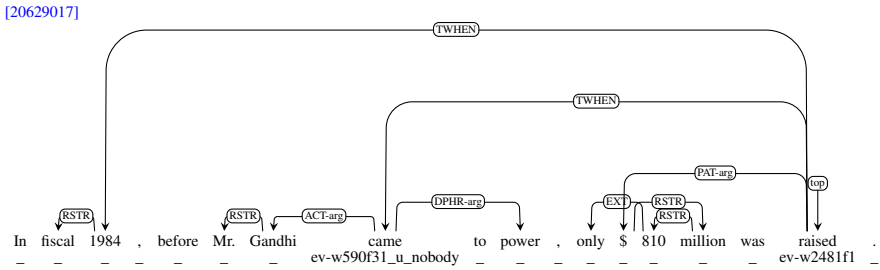 [20629017]
TWHEN
TWHEN
PAT-arg
top
RSTR RSTR ACT-arg DPHR-arg EXT RSTR
RSTR
In fiscal 1984 , before Mr. Gandhi came to power , only $ 810 million was raised .
_ _ _ _ _ _ _ ev-w590f31_u_nobody _ _ _ _ _ _ _ _ ev-w2481f1 _